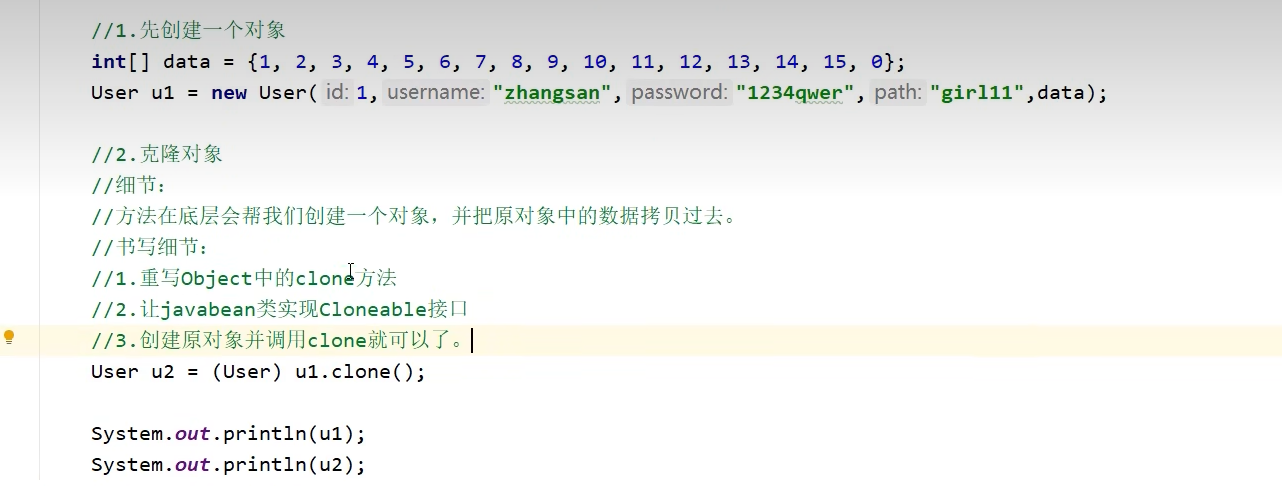 //1.先创建一个对象
int[] data = {1, 2, 3, 4, 5, 6, 7, 8, 9, 10, 11, 12, 13, 14, 15, 0};
User u1 = new User( id: 1, username: "zhangsan", password: "1234qwer", path: "girl11",data);
//2.克隆对象
//细节：
//方法在底层会帮我们创建一个对象，并把原对象中的数据拷贝过去。
//书写细节：
//1.重写Object中的clone方法
//2.让javabean类实现Cloneable接口
//3.创建原对象并调用clone就可以了。
User u2 = (User) u1.clone();
System.out.println(u1);
System.out.println(u2);